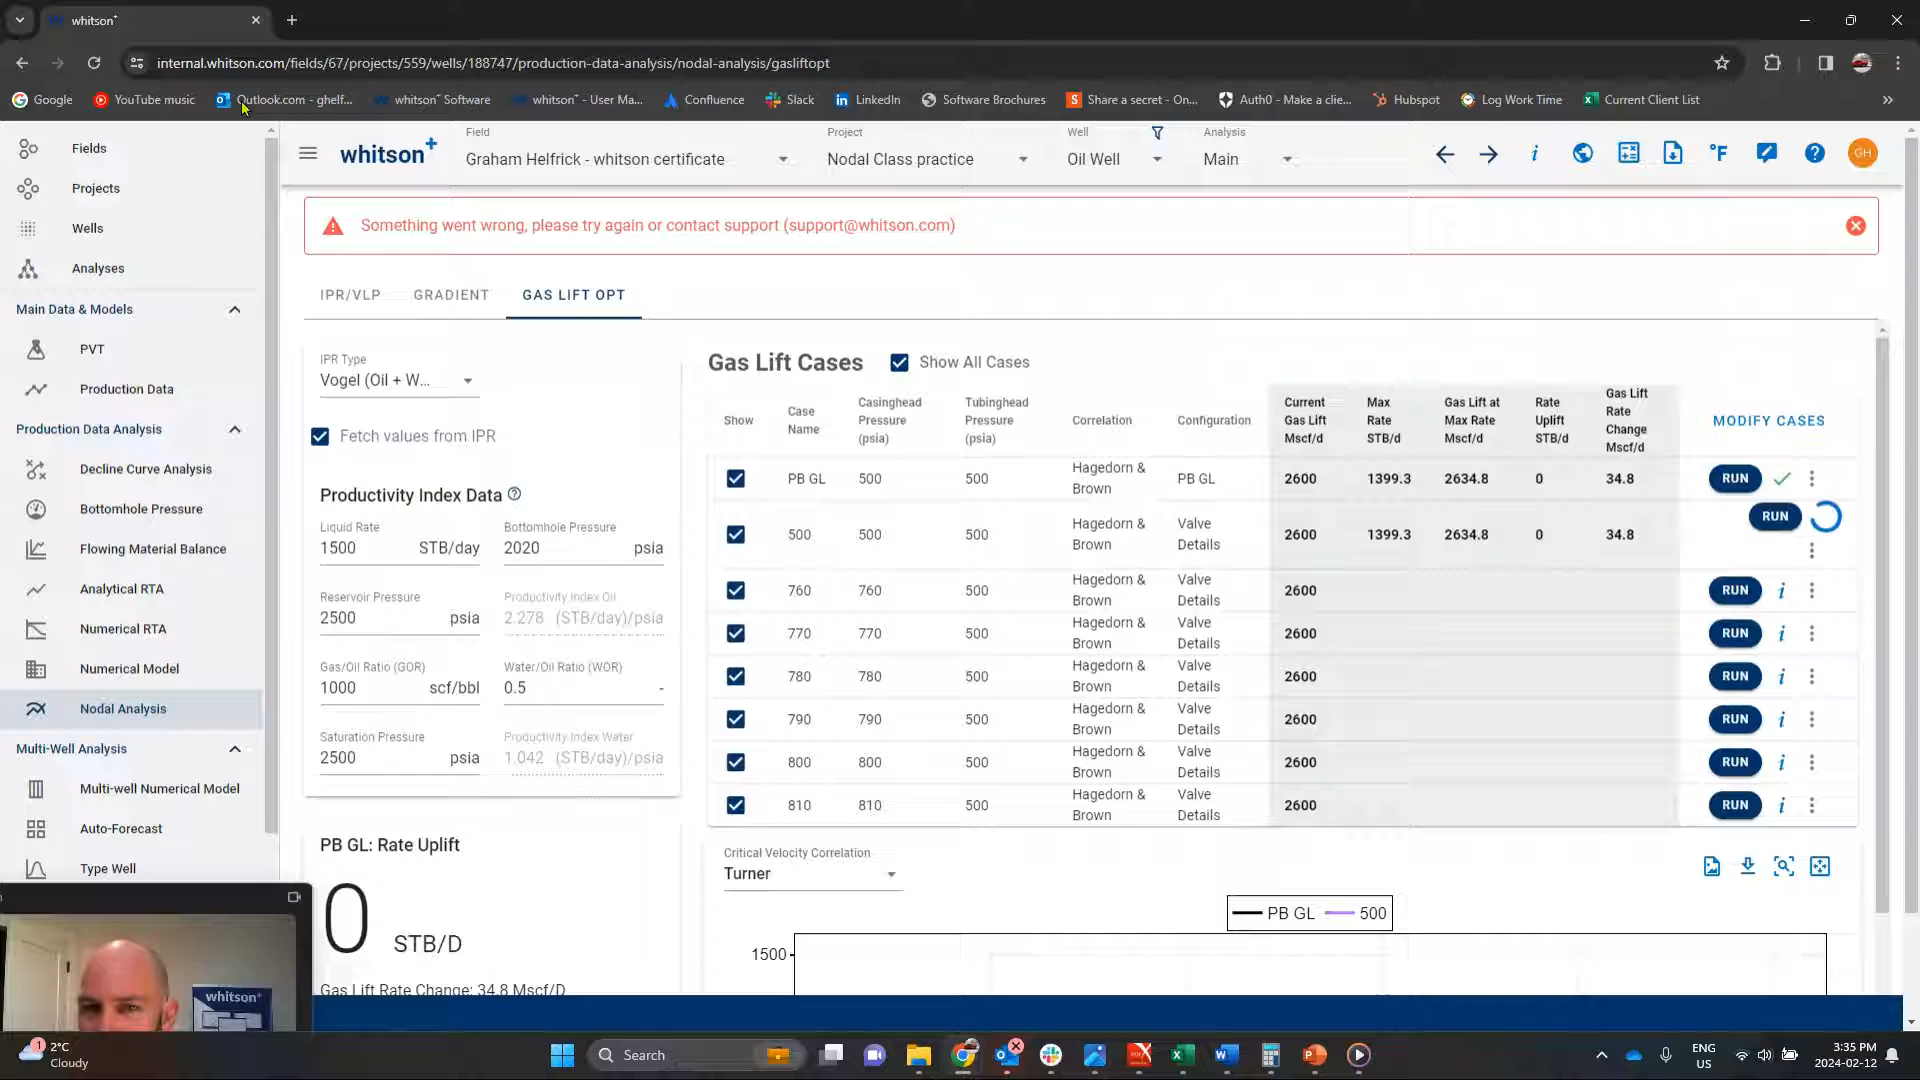 whitson⁺
internal.whitson.com/fields/67/projects/559/wells/188747/production-data-analysis/nodal-analysis/gasliftopt
Google YouTube music Outlook.com - ghelf... whitson⁺ Software whitson⁺ - User Ma... Confluence Slack LinkedIn Software Brochures Share a secret - On... Auth0 - Make a clie... Hubspot Log Work Time Current Client List
Fields
Projects
Wells
Analyses
Main Data & Models
PVT
Production Data
Production Data Analysis
Decline Curve Analysis
Bottomhole Pressure
Flowing Material Balance
Analytical RTA
Numerical RTA
Numerical Model
Nodal Analysis
Multi-Well Analysis
Multi-well Numerical Model
Auto-Forecast
Type Well
whitson⁺
Field
Graham Helfrick - whitson certificate
Project
Nodal Class practice
Well
Oil Well
Analysis
Main
°F
GH
Something went wrong, please try again or contact support (support@whitson.com)
IPR/VLP GRADIENT GAS LIFT OPT
IPR Type
Vogel (Oil + W...
Fetch values from IPR
Productivity Index Data
Liquid Rate
1500 STB/day
Bottomhole Pressure
2020 psia
Reservoir Pressure
2500 psia
Productivity Index Oil
2.278 (STB/day)/psia
Gas/Oil Ratio (GOR)
1000 scf/bbl
Water/Oil Ratio (WOR)
0.5 -
Saturation Pressure
2500 psia
Productivity Index Water
1.042 (STB/day)/psia
PB GL: Rate Uplift
0 STB/D
Gas Lift Rate Change: 34.8 Mscf/D
Gas Lift Cases Show All Cases
Show
Case
Name
Casinghead
Pressure
(psia)
Tubinghead
Pressure
(psia)
Correlation
Configuration
Current
Gas Lift
Mscf/d
Max
Rate
STB/d
Gas Lift at
Max Rate
Mscf/d
Rate
Uplift
STB/d
Gas Lift
Rate
Change
Mscf/d
MODIFY CASES
PB GL 500 500 Hagedorn & PB GL 2600 1399.3 2634.8 0 34.8 RUN
Brown
500 500 500 Hagedorn & Valve 2600 1399.3 2634.8 0 34.8 RUN
Brown Details
760 760 500 Hagedorn & Valve 2600 RUN i
Brown Details
770 770 500 Hagedorn & Valve 2600 RUN i
Brown Details
780 780 500 Hagedorn & Valve 2600 RUN i
Brown Details
790 790 500 Hagedorn & Valve 2600 RUN i
Brown Details
800 800 500 Hagedorn & Valve 2600 RUN i
Brown Details
810 810 500 Hagedorn & Valve 2600 RUN i
Brown Details
Critical Velocity Correlation
Turner
PB GL 500
1500
whitson⁺
1
2°C
Cloudy
Search
ENG
US
3:35 PM
2024-02-12